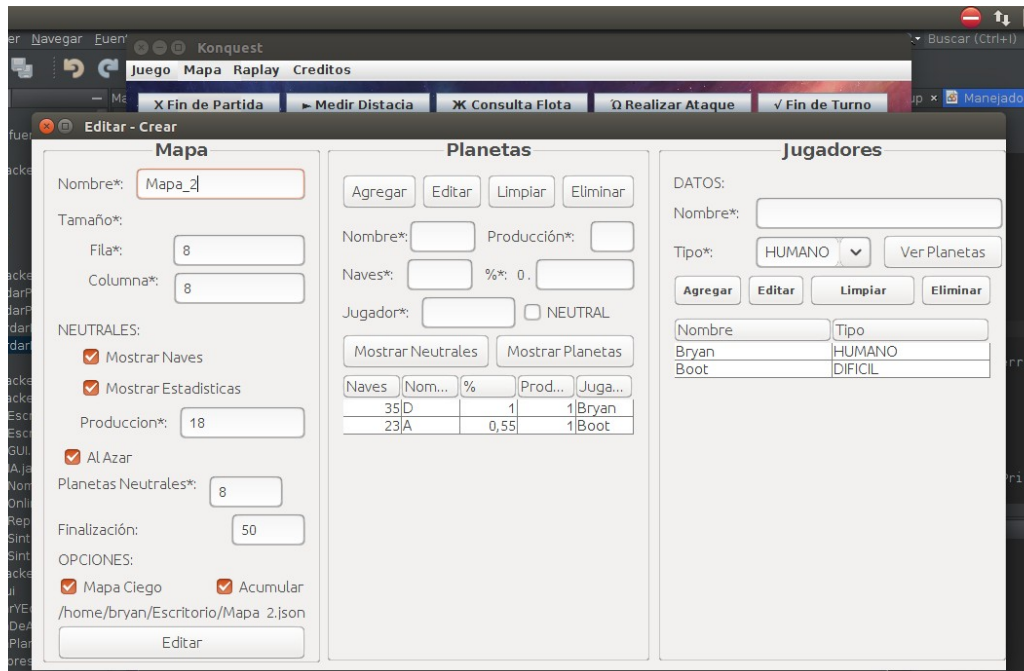 Navegar
Buscar (Ctrl+I)
Konquest
Juego Mapa Raplay Creditos
X Fin de Partida
► Medir Distacia
Ж Consulta Flota
Ω Realizar Ataque
√ Fin de Turno
Manejado
Editar - Crear
Mapa
Nombre*: Mapa_2
Tamaño*:
Fila*: 8
Columna*: 8
NEUTRALES:
Mostrar Naves
Mostrar Estadisticas
Produccion*: 18
Al Azar
Planetas Neutrales*: 8
Finalización: 50
OPCIONES:
Mapa Ciego Acumular
/home/bryan/Escritorio/Mapa_2.json
Editar
Planetas
Agregar Editar Limpiar Eliminar
Nombre*: Producción*:
Naves*: %*: 0.
Jugador*: NEUTRAL
Mostrar Neutrales Mostrar Planetas
Naves Nom... % Prod... Juga...
35 D 1 1 Bryan
23 A 0,55 1 Boot
Jugadores
DATOS:
Nombre*:
Tipo*: HUMANO Ver Planetas
Agregar Editar Limpiar Eliminar
Nombre Tipo
Bryan HUMANO
Boot DIFICIL